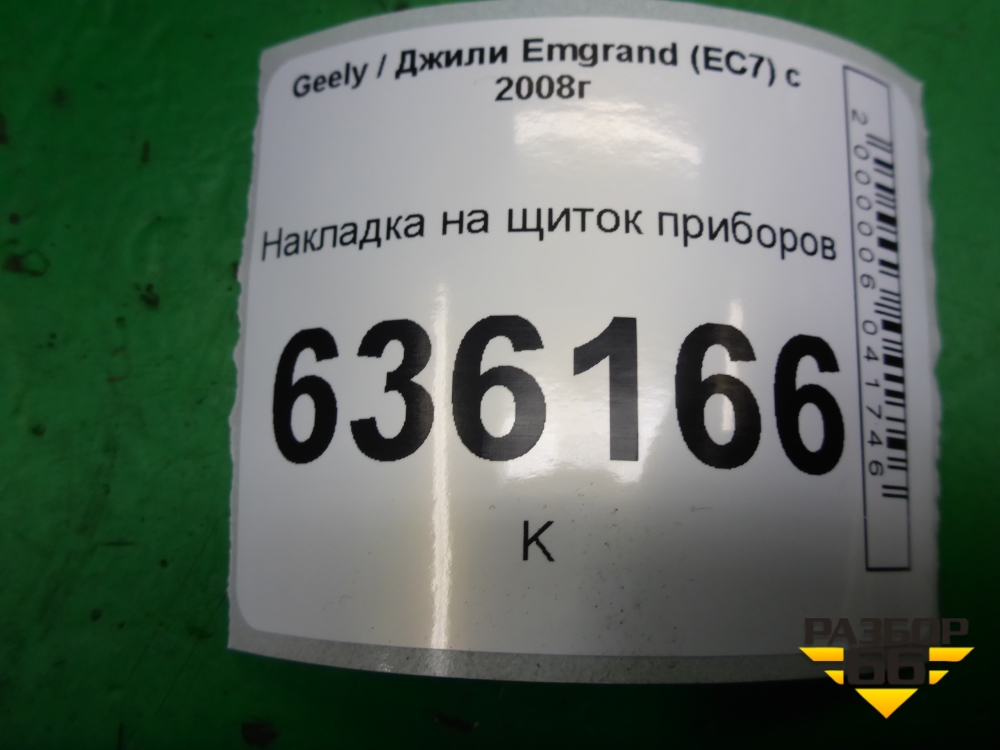 Geely / Джили Emgrand (EC7) с
2008г
Накладка на щиток приборов
636166
К
2000006041746
РАЗБОР
66